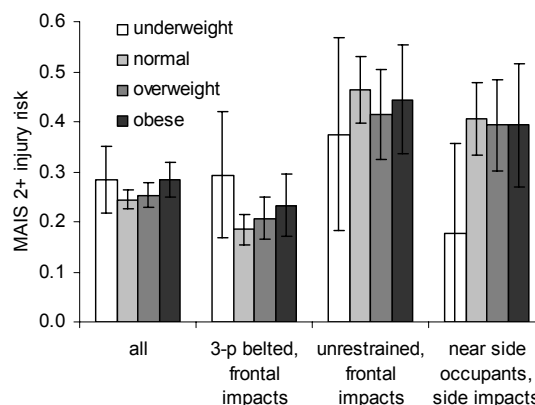 0.6
0.5
0.4
0.3
0.2
0.1
0.0
MAIS 2+ injury risk
underweight
normal
overweight
obese
all
3-p belted,
frontal
impacts
unrestrained,
frontal
impacts
near side
occupants,
side impacts